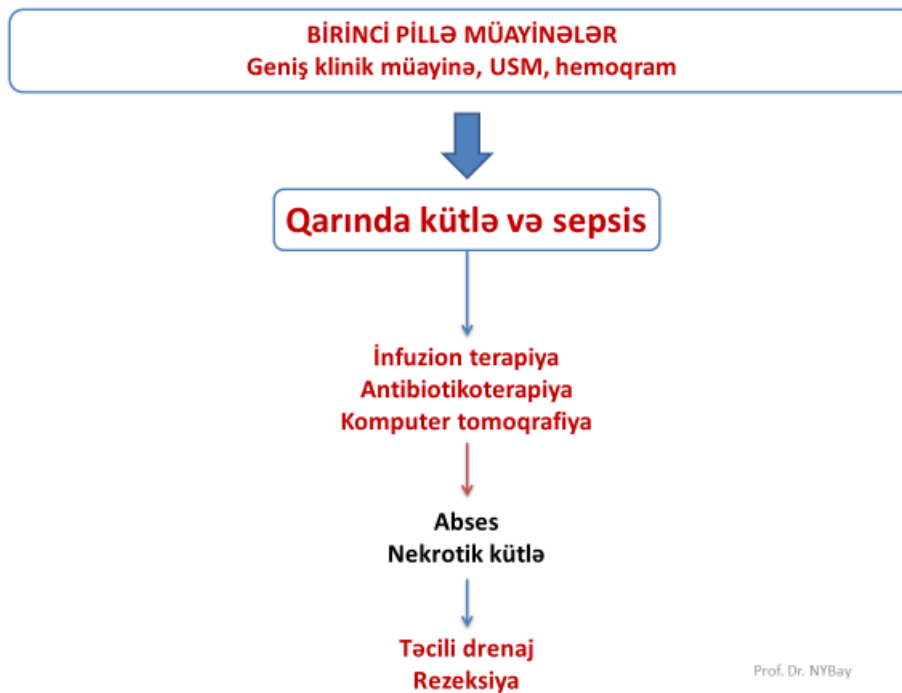 BİRİNCİ PİLLƏ MÜAYİNƏLƏR
Geniş klinik müayinə, USM, hemoqram
Qarında kütlə və sepsis
İnfuzion terapiya
Antibiotikoterapiya
Komputer tomoqrafiya
Abses
Nekrotik kütlə
Təcili drenaj
Rezeksiya
Prof. Dr. NYBay